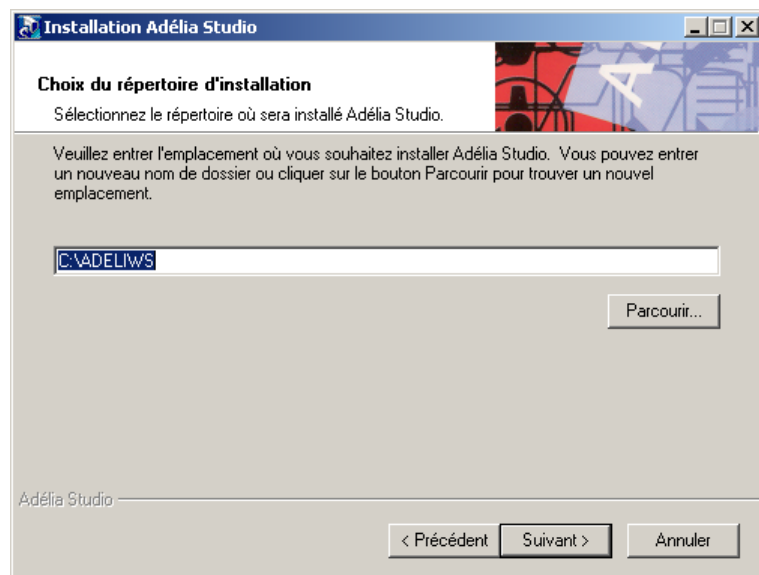 Installation Adélia Studio
Choix du répertoire d'installation
Sélectionnez le répertoire où sera installé Adélia Studio.
Veuillez entrer l'emplacement où vous souhaitez installer Adélia Studio. Vous pouvez entrer
un nouveau nom de dossier ou cliquer sur le bouton Parcourir pour trouver un nouvel
emplacement.
C:\ADELIWS
Parcourir...
Adélia Studio
< Précédent
Suivant >
Annuler